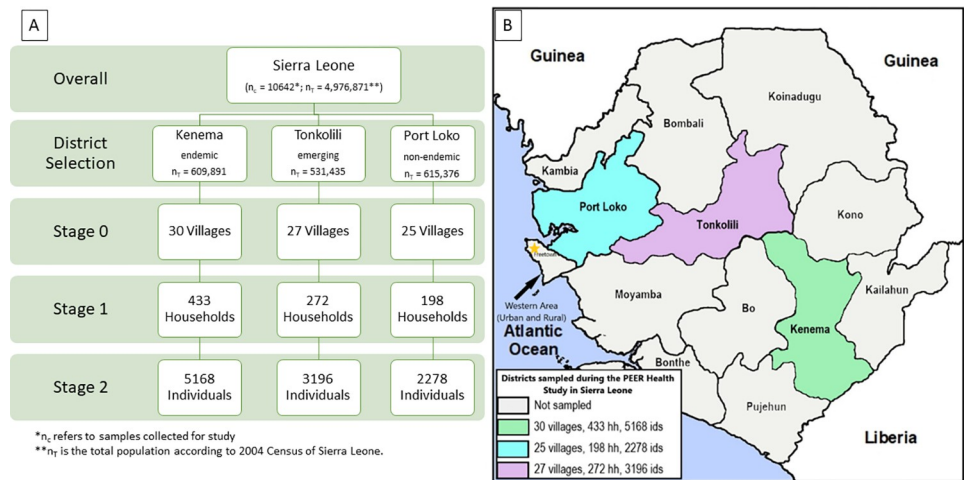 A
Overall
Sierra Leone
(nc = 10642*; nT = 4,976,871**)
District
Selection
Kenema
endemic
nT = 609,891
Tonkolili
emerging
nT = 531,435
Port Loko
non-endemic
nT = 615,376
Stage 0
30 Villages
27 Villages
25 Villages
Stage 1
433
Households
272
Households
198
Households
Stage 2
5168
Individuals
3196
Individuals
2278
Individuals
*nc refers to samples collected for study
**nT is the total population according to 2004 Census of Sierra Leone.
B
Guinea
Guinea
Koinadugu
Bombali
Kambia
Port Loko
Tonkolili
Kono
Freetown
Western Area
(Urban and Rural)
Moyamba
Bo
Kailahun
Kenema
Atlantic
Ocean
Bonthe
Pujehun
Liberia
Districts sampled during the PEER Health
Study in Sierra Leone
Not sampled
30 villages, 433 hh, 5168 ids
25 villages, 198 hh, 2278 ids
27 villages, 272 hh, 3196 ids